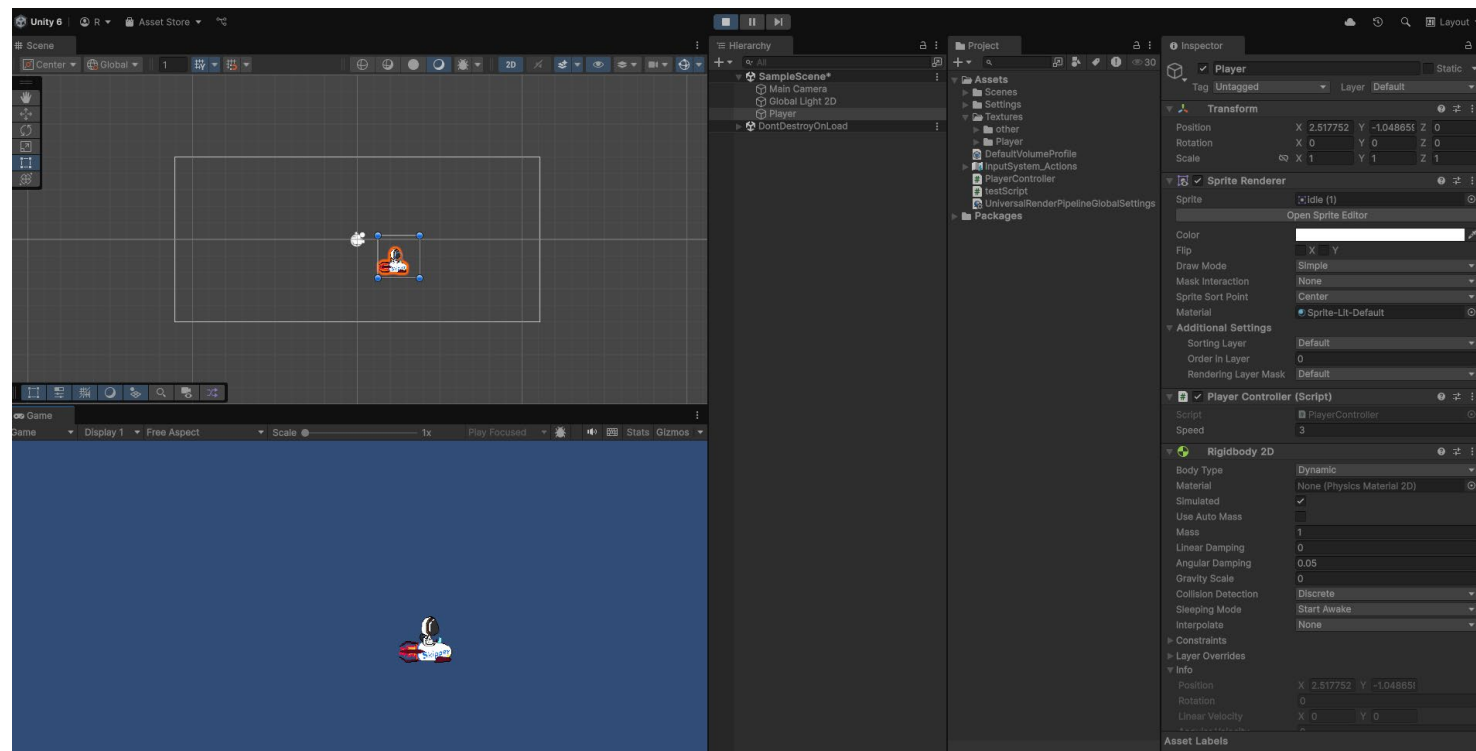 Unity 6 R Asset Store Layout
Scene
Center Global 1 2D
Game
Game Display 1 Free Aspect Scale 1x Play Focused Stats Gizmos
Skipper
Hierarchy
All
SampleScene*
Main Camera
Global Light 2D
Player
DontDestroyOnLoad
Project
30
Assets
Scenes
Settings
Textures
other
Player
DefaultVolumeProfile
InputSystem_Actions
PlayerController
testScript
UniversalRenderPipelineGlobalSettings
Packages
Inspector
Player Static
Tag Untagged Layer Default
Transform
Position X 2.517752 Y -1.04865 Z 0
Rotation X 0 Y 0 Z 0
Scale X 1 Y 1 Z 1
Sprite Renderer
Sprite idle (1)
Open Sprite Editor
Color
Flip X Y
Draw Mode Simple
Mask Interaction None
Sprite Sort Point Center
Material Sprite-Lit-Default
Additional Settings
Sorting Layer Default
Order in Layer 0
Rendering Layer Mask Default
Player Controller (Script)
Script PlayerController
Speed 3
Rigidbody 2D
Body Type Dynamic
Material None (Physics Material 2D)
Simulated
Use Auto Mass
Mass 1
Linear Damping 0
Angular Damping 0.05
Gravity Scale 0
Collision Detection Discrete
Sleeping Mode Start Awake
Interpolate None
Constraints
Layer Overrides
Info
Position X 2.517752 Y -1.04865
Rotation 0
Linear Velocity X 0 Y 0
Asset Labels